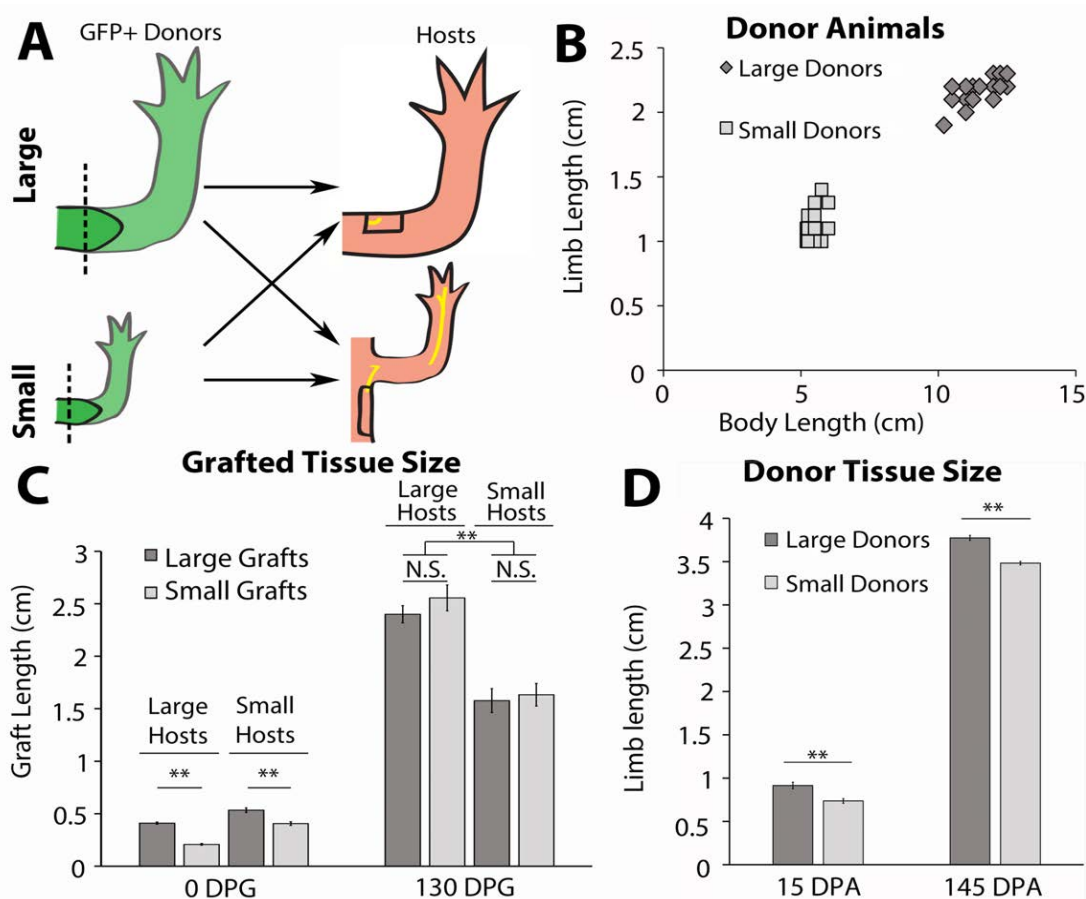 A
GFP+ Donors
Hosts
Large
Small
B
Donor Animals
Large Donors
Small Donors
Limb Length (cm)
2.5
2
1.5
1
0.5
0
0
5
10
15
Body Length (cm)
C
Grafted Tissue Size
Large Grafts
Small Grafts
Large
Hosts
Small
Hosts
**
N.S.
N.S.
Large
Hosts
Small
Hosts
**
**
Graft Length (cm)
3
2.5
2
1.5
1
0.5
0
0 DPG
130 DPG
D
Donor Tissue Size
Large Donors
Small Donors
**
**
Limb length (cm)
4
3.5
3
2.5
2
1.5
1
0.5
0
15 DPA
145 DPA